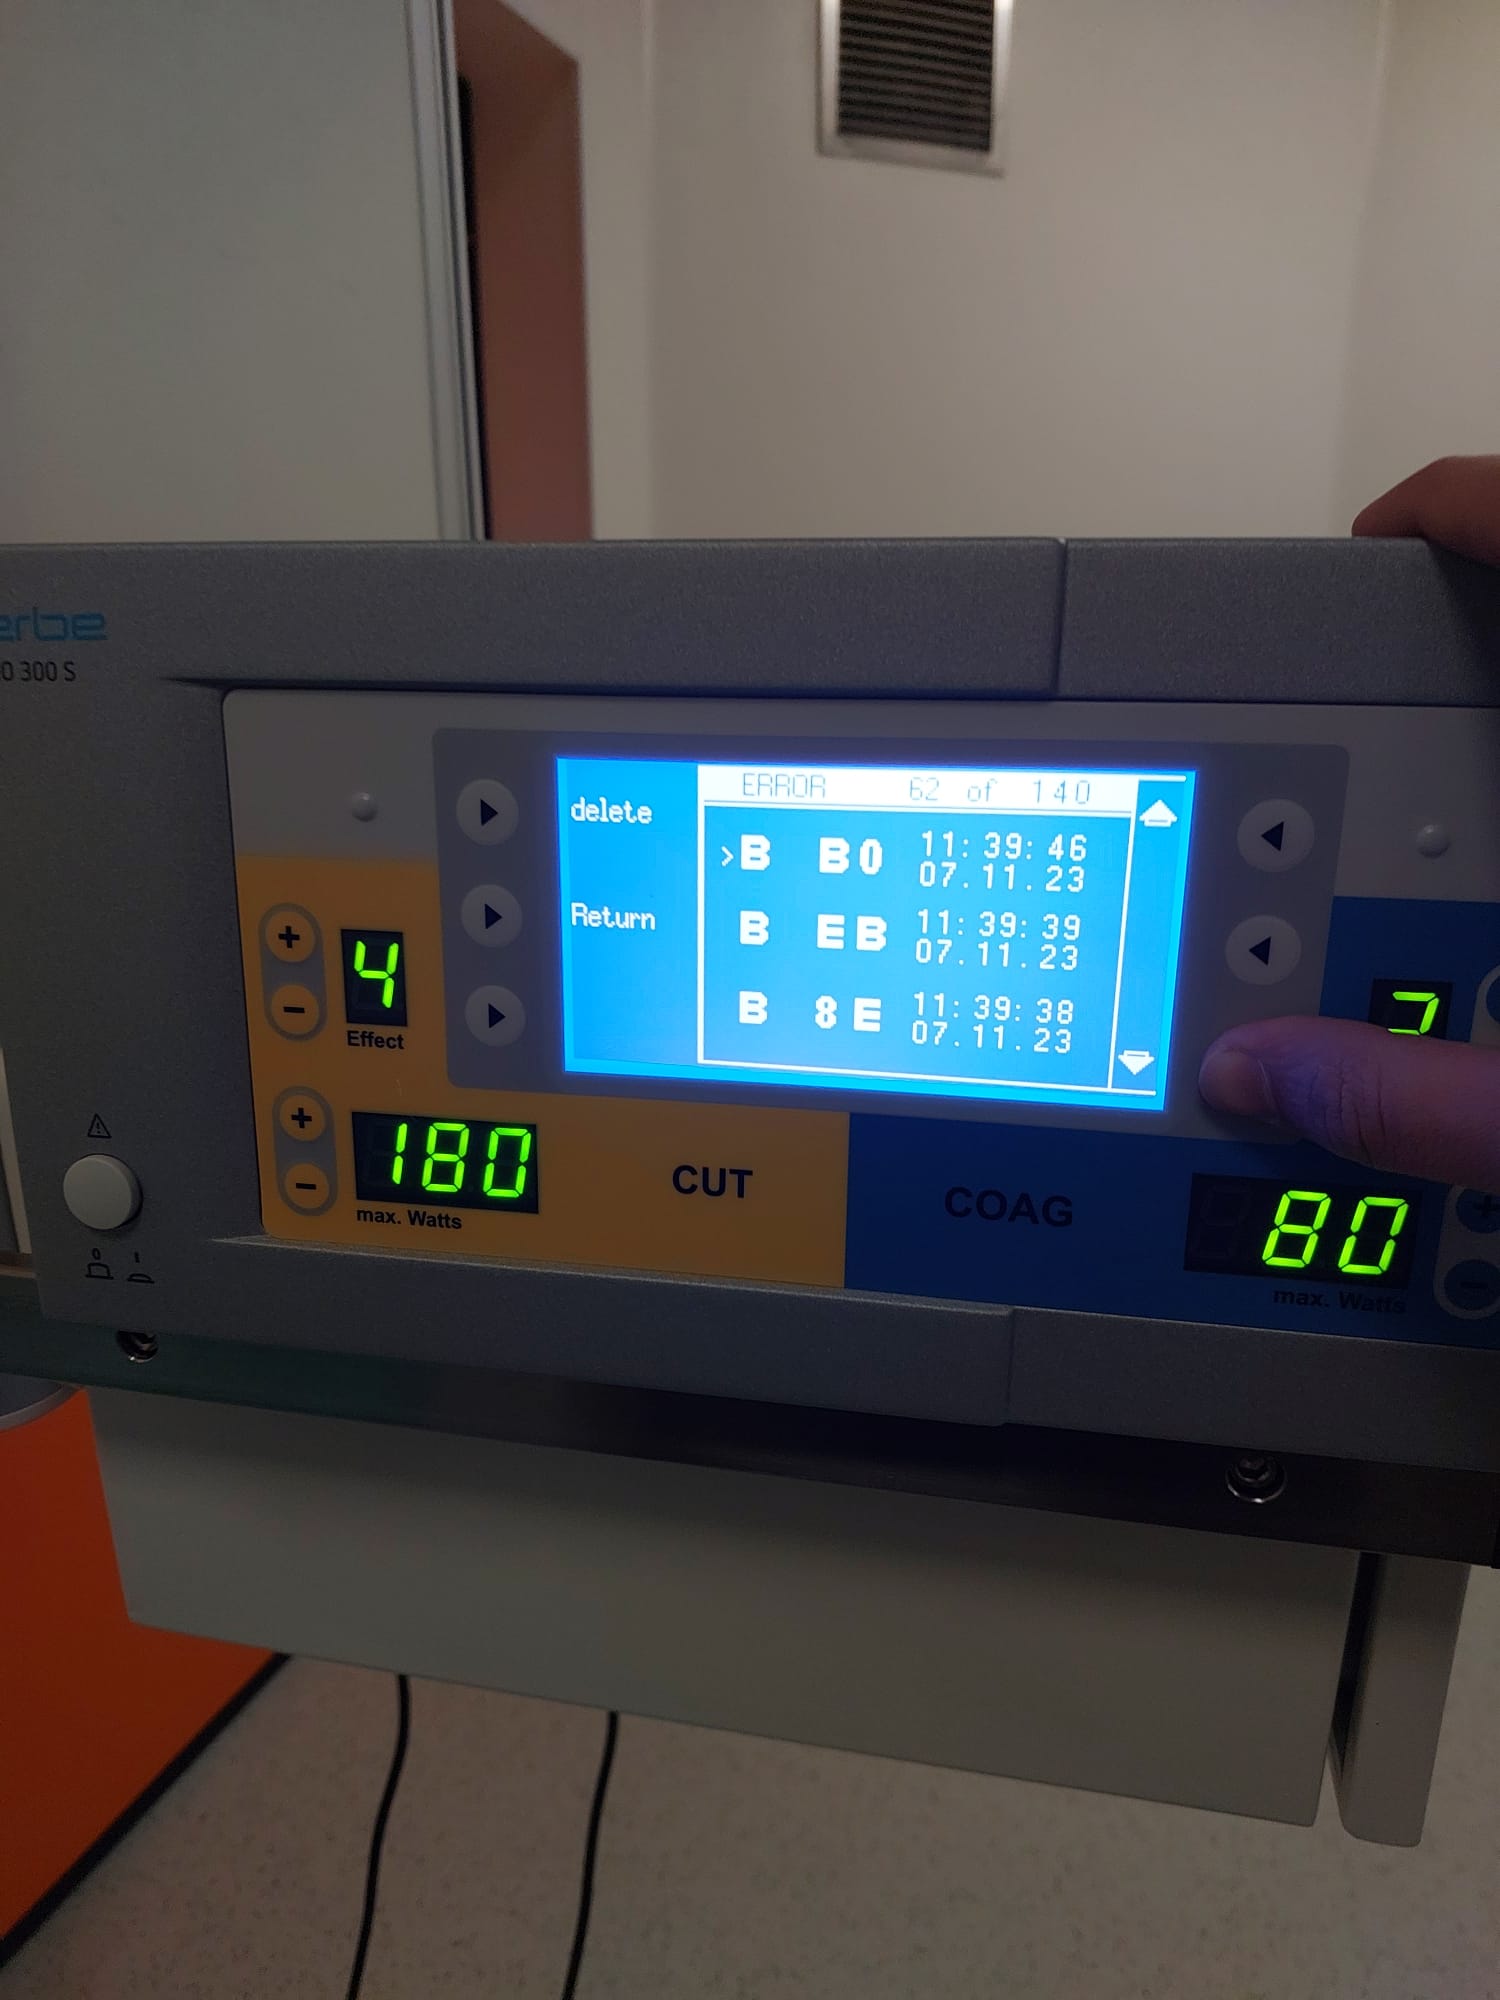 erbe
0 300 S
ERROR 62 of 140
delete
>B B0 11:39:46
07.11.23
Return
B EB 11:39:39
07.11.23
B 8E 11:39:38
07.11.23
+
-
4
Effect
+
-
180
max. Watts
CUT
COAG
80
max. Watts
+
-
0 I